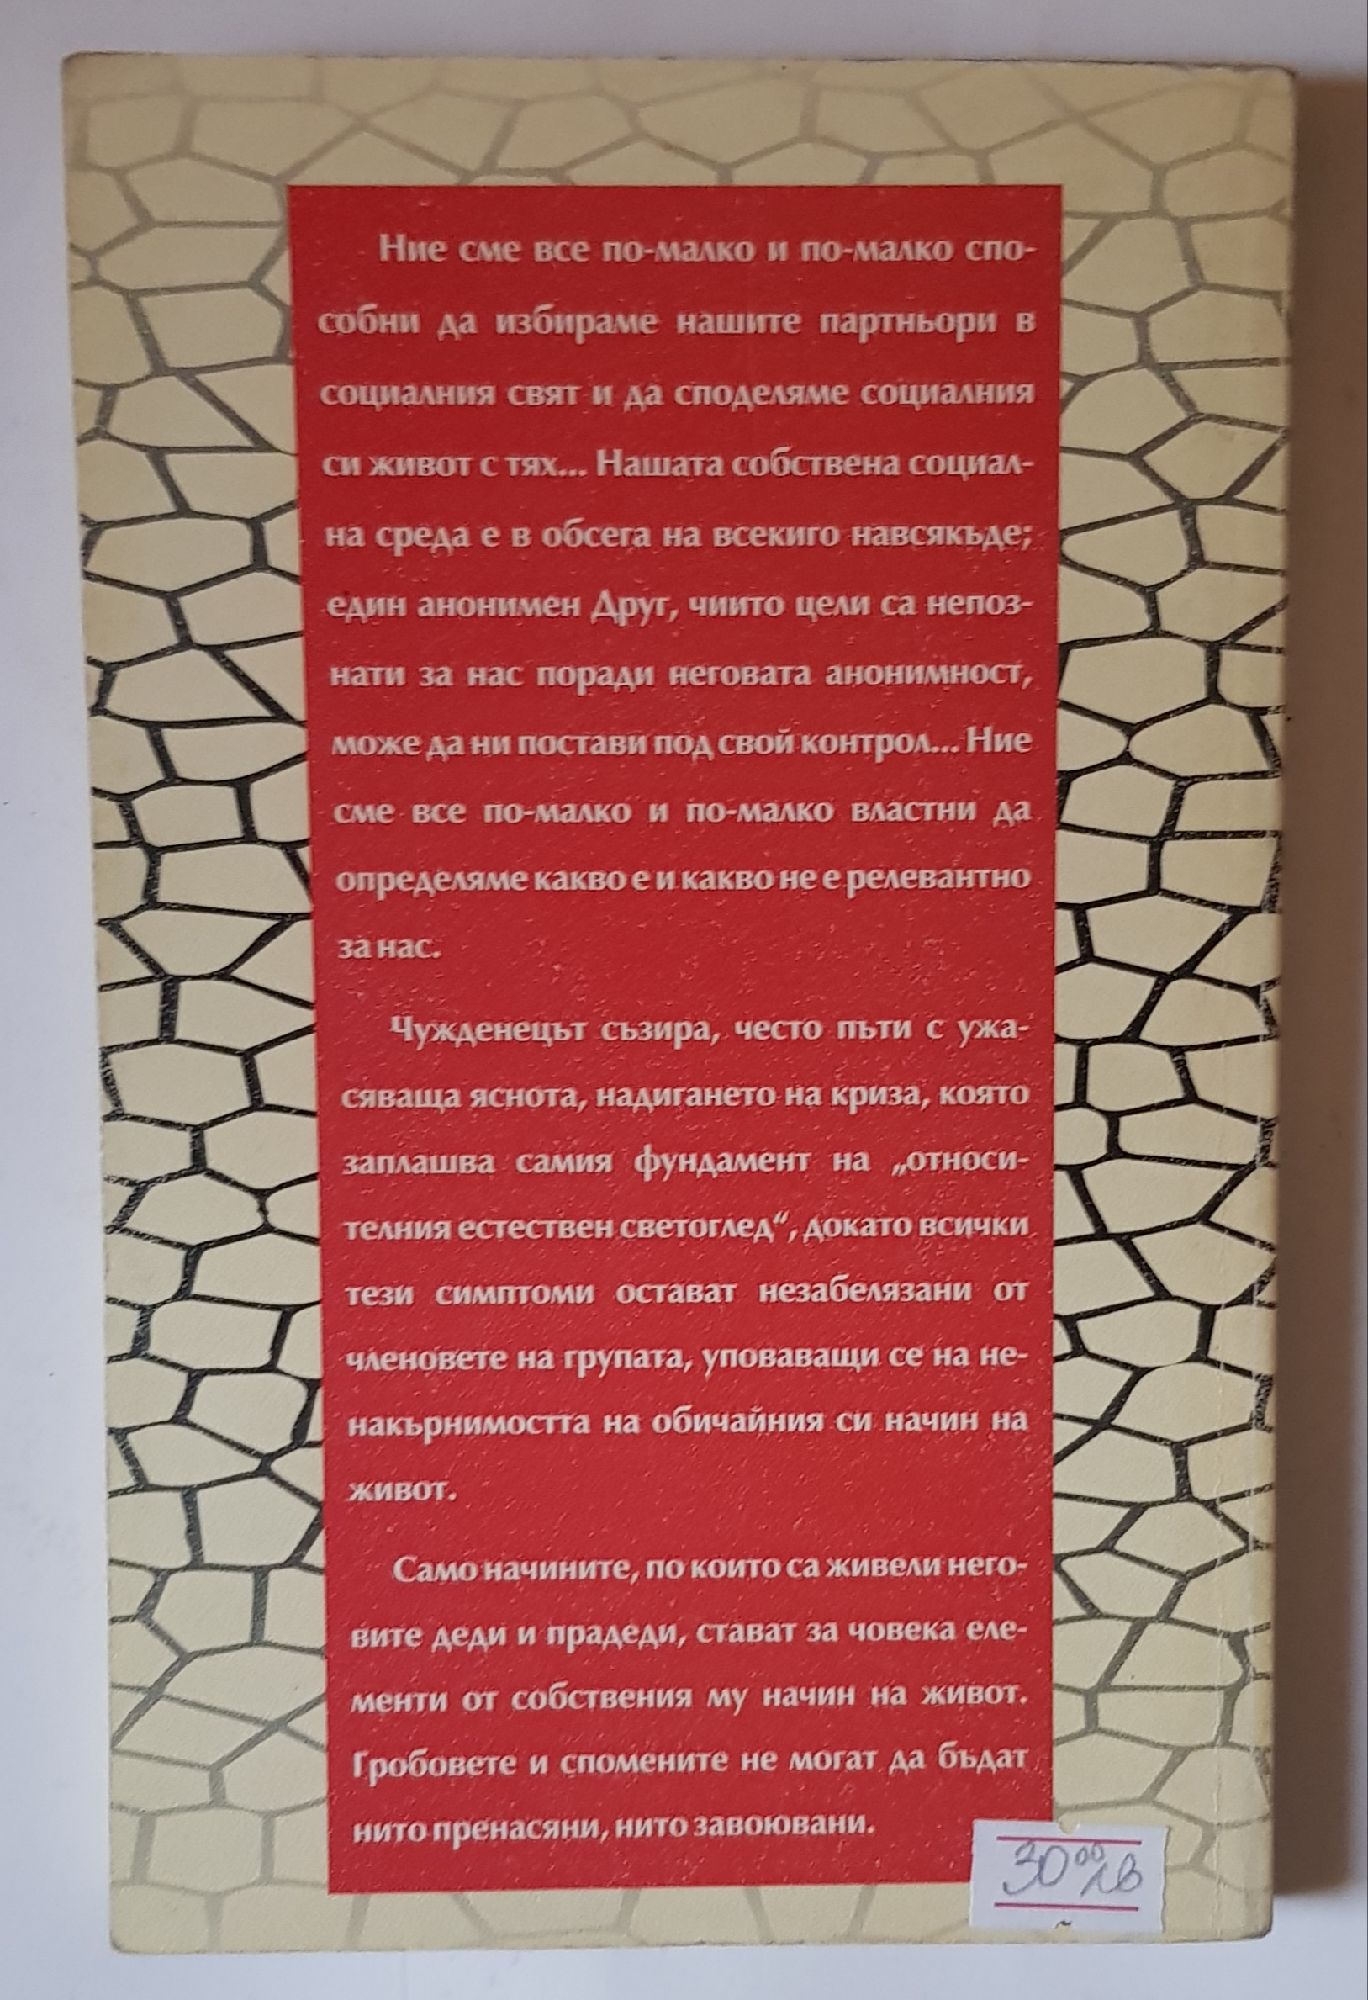 Ние сме все по-малко и по-малко спо-
собни да избираме нашите партньори в
социалния свят и да споделяме социалния
си живот с тях... Нашата собствена социал-
на среда е в обсега на всекиго навсякъде;
един анонимен Друг, чиито цели са непоз-
нати за нас поради неговата анонимност,
може да ни постави под свой контрол... Ние
сме все по-малко и по-малко властни да
определяме какво е и какво не е релевантно
за нас.
Чужденецът съзира, често пъти с ужа-
сяваща яснота, надигането на криза, която
заплашва самия фундамент на „относи-
телния естествен светоглед“, докато всички
тези симптоми остават незабелязани от
членовете на групата, уповаващи се на не-
накърнимостта на обичайния си начин на
живот.
Само начините, по които са живели него-
вите деди и прадеди, стават за човека еле-
менти от собствения му начин на живот.
Гробовете и спомените не могат да бъдат
нито пренасяни, нито завоювани.
30⁰⁰ лв